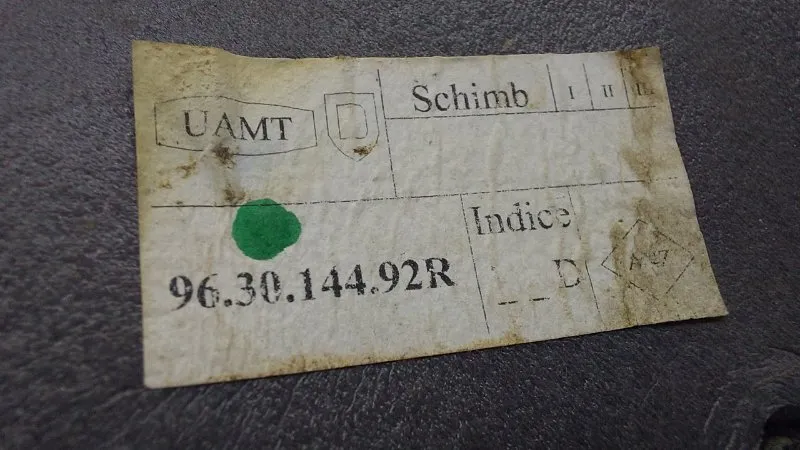 UAMT
D
Schimb
I
II
96.30.144.92R
Indice
_ _ D